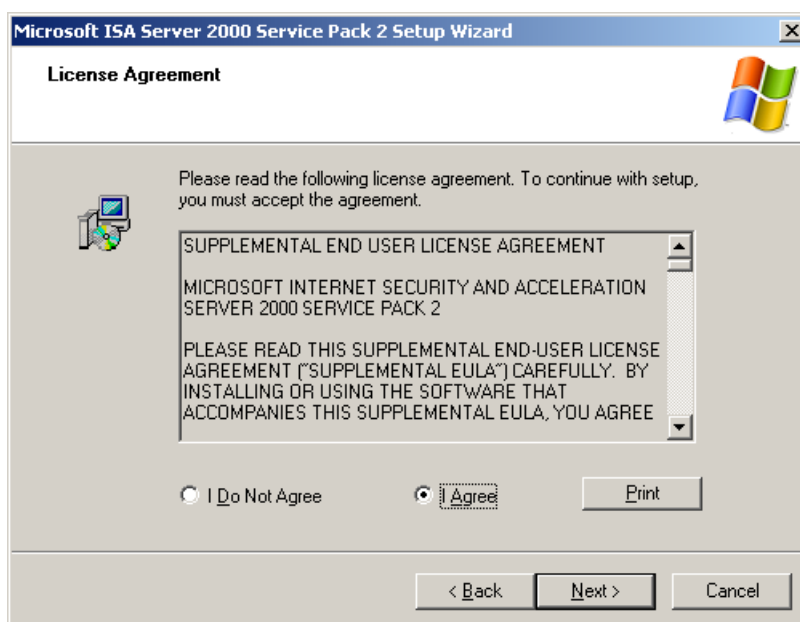 Microsoft ISA Server 2000 Service Pack 2 Setup Wizard
License Agreement
Please read the following license agreement. To continue with setup,
you must accept the agreement.
SUPPLEMENTAL END USER LICENSE AGREEMENT
MICROSOFT INTERNET SECURITY AND ACCELERATION
SERVER 2000 SERVICE PACK 2
PLEASE READ THIS SUPPLEMENTAL END-USER LICENSE
AGREEMENT ("SUPPLEMENTAL EULA") CAREFULLY.  BY
INSTALLING OR USING THE SOFTWARE THAT
ACCOMPANIES THIS SUPPLEMENTAL EULA, YOU AGREE
I Do Not Agree I Agree Print
< Back Next > Cancel